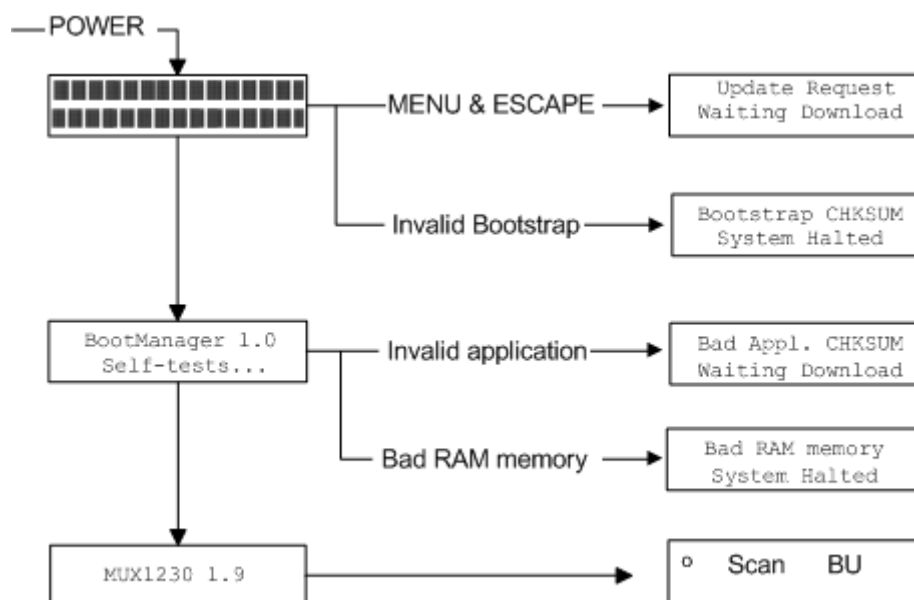 POWER
MENU & ESCAPE
Update Request
Waiting Download
Invalid Bootstrap
Bootstrap CHKSUM
System Halted
BootManager 1.0
Self-tests...
Invalid application
Bad Appl. CHKSUM
Waiting Download
Bad RAM memory
Bad RAM memory
System Halted
MUX1230 1.9
o Scan BU